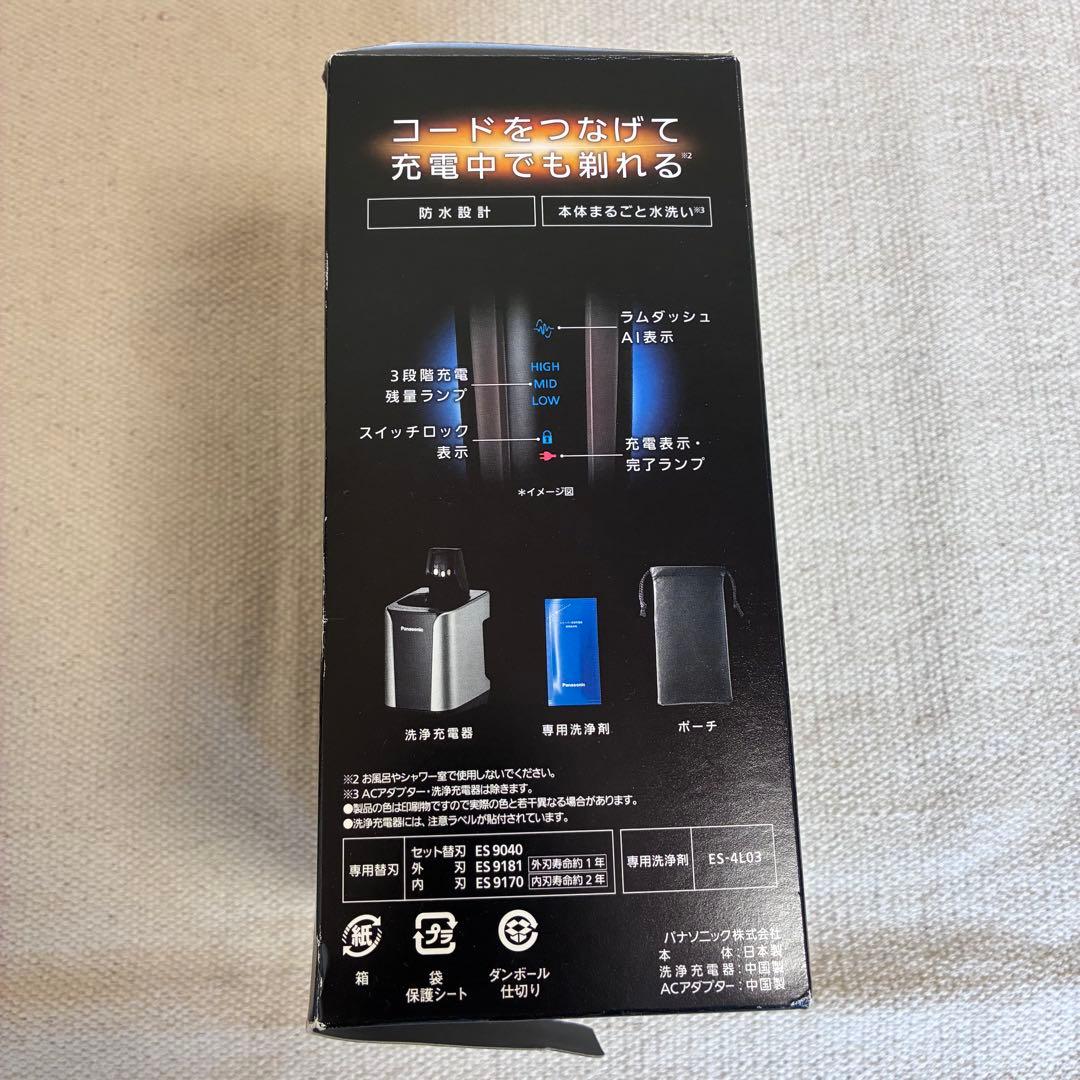 コードをつなげて
充電中でも剃れる※2
防水設計
本体まるごと水洗い※3
ラムダッシュ
AI表示
HIGH
MID
LOW
3段階充電
残量ランプ
スイッチロック
表示
充電表示・
完了ランプ
*イメージ図
Panasonic
Panasonic
洗浄充電器
専用洗浄剤
ポーチ
※2 お風呂やシャワー室で使用しないでください。
※3 ACアダプター・洗浄充電器は除きます。
●製品の色は印刷物ですので実際の色と若干異なる場合があります。
●洗浄充電器には、注意ラベルが貼付されています。
専用替刃
セット替刃 ES9040
外刃 ES9181 外刃寿命約1年
内刃 ES9170 内刃寿命約2年
専用洗浄剤 ES-4L03
紙
箱
プラ
袋
保護シート
ダンボール
仕切り
パナソニック株式会社
本体:日本製
洗浄充電器:中国製
ACアダプター:中国製